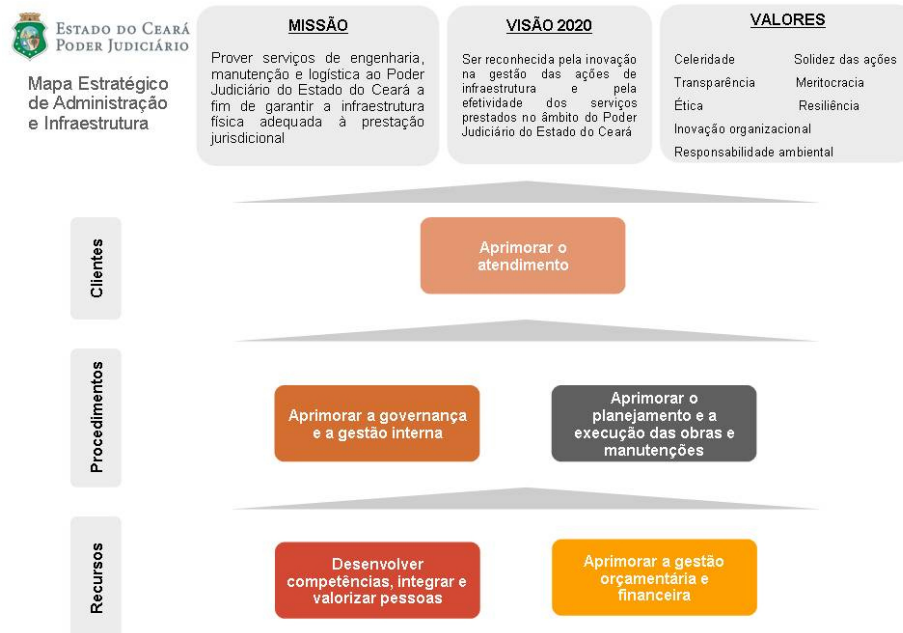 ESTADO DO CEARÁ
PODER JUDICIÁRIO
Mapa Estratégico
de Administração
e Infraestrutura
MISSÃO
Prover serviços de engenharia,
manutenção e logística ao Poder
Judiciário do Estado do Ceará a
fim de garantir a infraestrutura
física adequada à prestação
jurisdicional
VISÃO 2020
Ser reconhecida pela inovação
na gestão das ações de
infraestrutura e pela
efetividade dos serviços
prestados no âmbito do Poder
Judiciário do Estado do Ceará
VALORES
Celeridade Solidez das ações
Transparência Meritocracia
Ética Resiliência
Inovação organizacional
Responsabilidade ambiental
Clientes
Aprimorar o
atendimento
Procedimentos
Aprimorar a governança
e a gestão interna
Aprimorar o
planejamento e a
execução das obras e
manutenções
Recursos
Desenvolver
competências, integrar e
valorizar pessoas
Aprimorar a gestão
orçamentária e
financeira